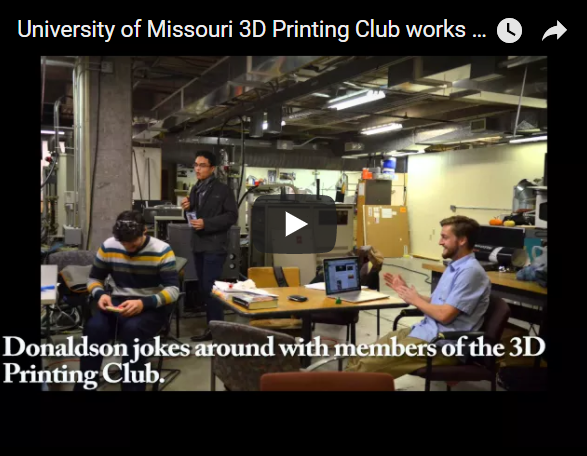 University of Missouri 3D Printing Club works ...
Donaldson jokes around with members of the 3D
Printing Club.